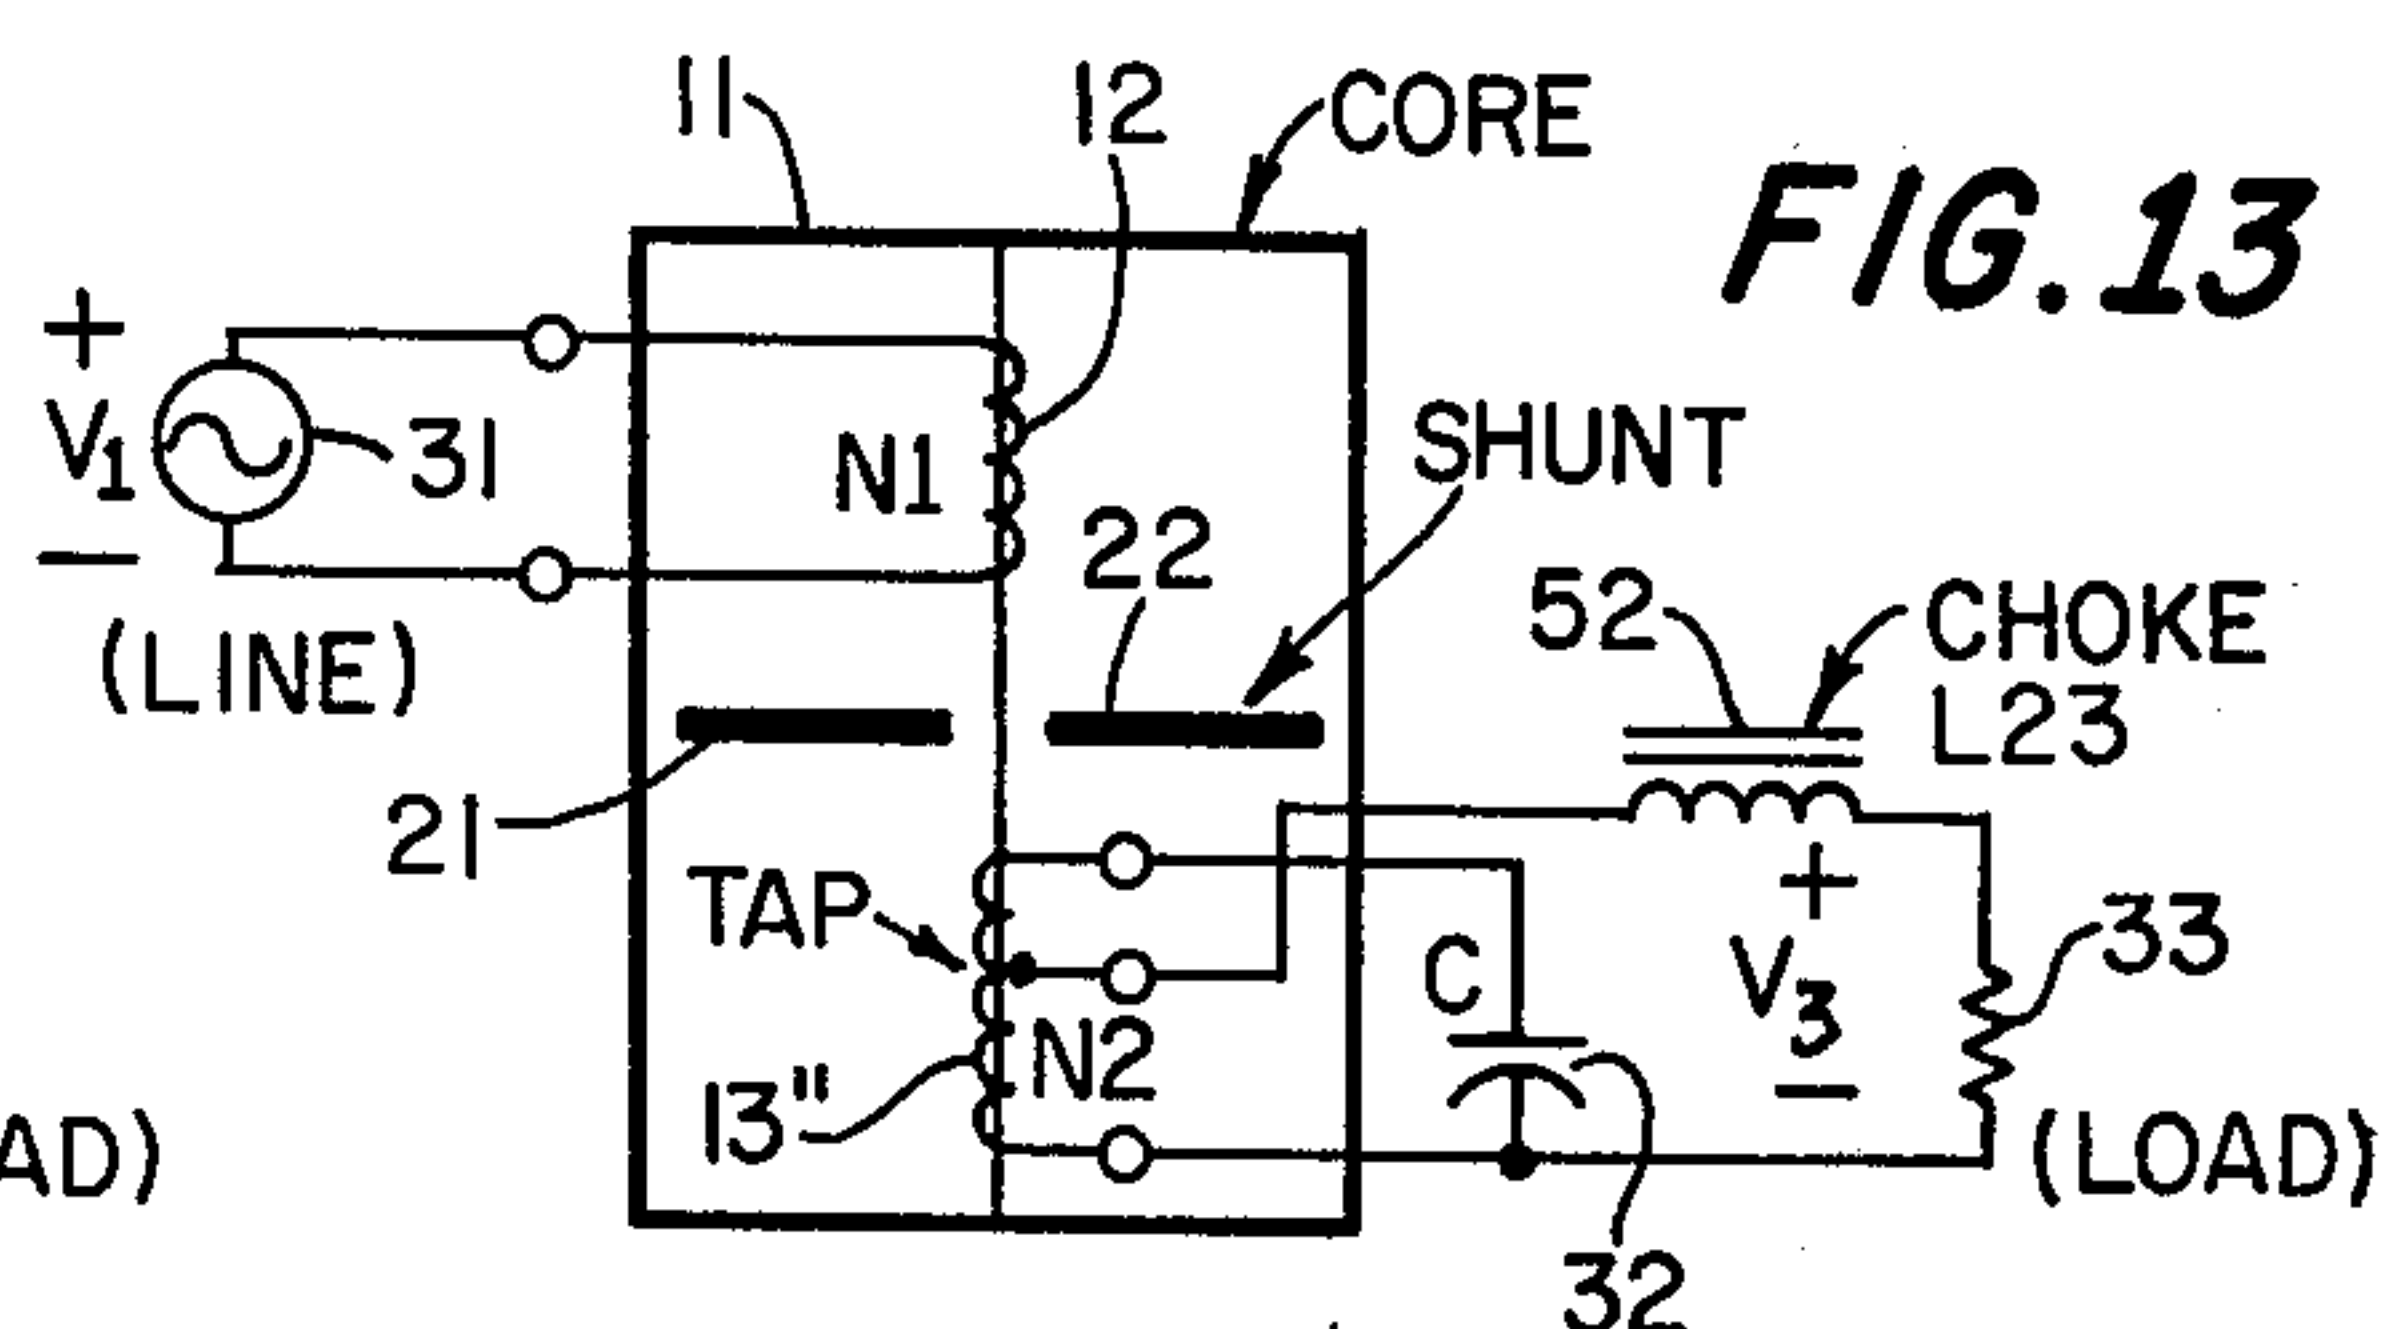 11
12
CORE
FIG. 13
+
V1
31
N1
SHUNT
22
−
52
CHOKE
L23
(LINE)
21
TAP
+
33
C
V3
N2
13"
−
AD)
(LOAD)
32